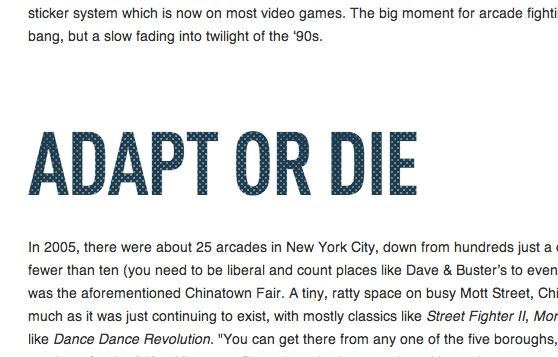 sticker system which is now on most video games. The big moment for arcade fighti
bang, but a slow fading into twilight of the ‘90s.
ADAPT OR DIE
In 2005, there were about 25 arcades in New York City, down from hundreds just a
fewer than ten (you need to be liberal and count places like Dave & Buster’s to even
was the aforementioned Chinatown Fair. A tiny, ratty space on busy Mott Street, Chi
much as it was just continuing to exist, with mostly classics like Street Fighter II, Mor
like Dance Dance Revolution. "You can get there from any one of the five boroughs,